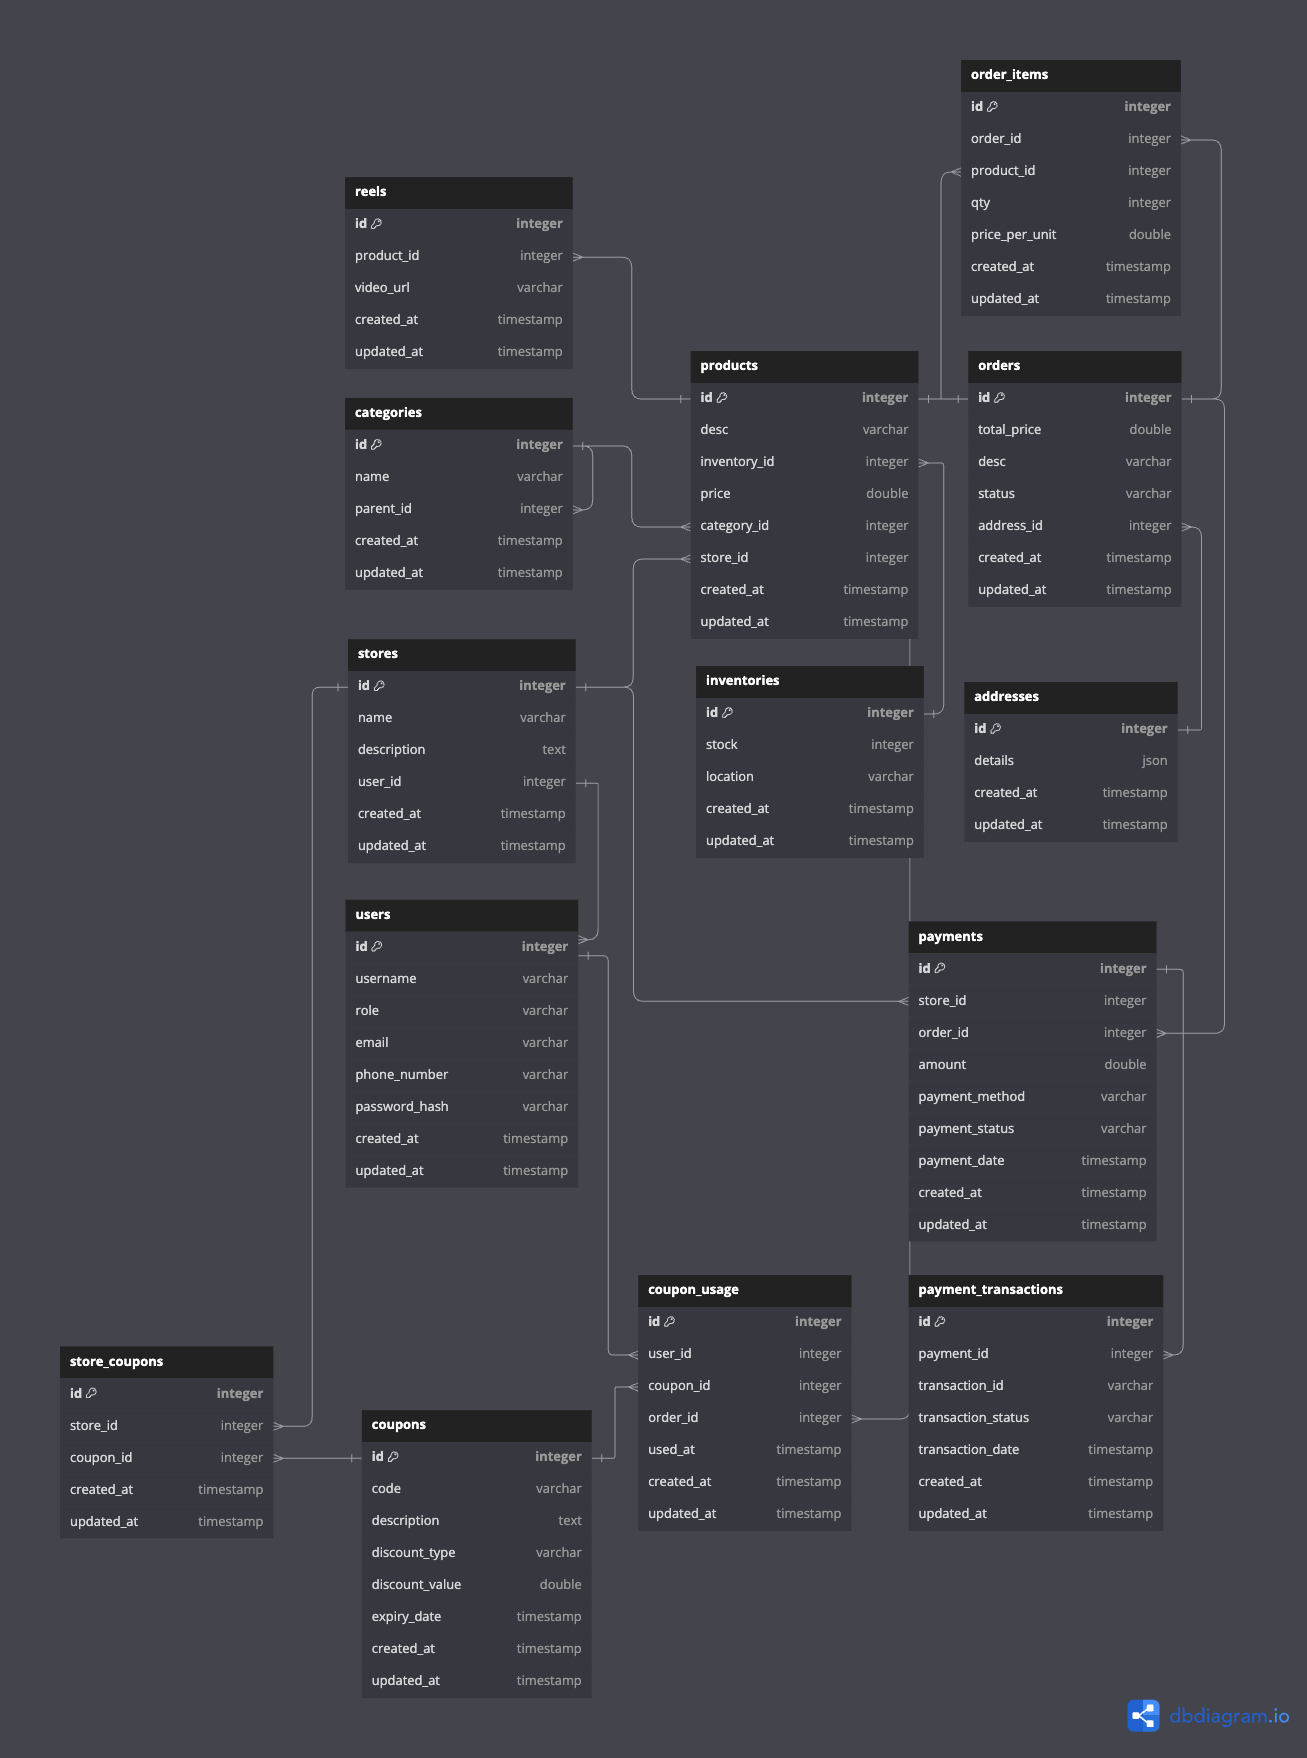 order_items
id integer
order_id integer
product_id integer
qty integer
price_per_unit double
created_at timestamp
updated_at timestamp
reels
id integer
product_id integer
video_url varchar
created_at timestamp
updated_at timestamp
products
id integer
desc varchar
inventory_id integer
price double
category_id integer
store_id integer
created_at timestamp
updated_at timestamp
orders
id integer
total_price double
desc varchar
status varchar
address_id integer
created_at timestamp
updated_at timestamp
categories
id integer
name varchar
parent_id integer
created_at timestamp
updated_at timestamp
stores
id integer
name varchar
description text
user_id integer
created_at timestamp
updated_at timestamp
inventories
id integer
stock integer
location varchar
created_at timestamp
updated_at timestamp
addresses
id integer
details json
created_at timestamp
updated_at timestamp
users
id integer
username varchar
role varchar
email varchar
phone_number varchar
password_hash varchar
created_at timestamp
updated_at timestamp
payments
id integer
store_id integer
order_id integer
amount double
payment_method varchar
payment_status varchar
payment_date timestamp
created_at timestamp
updated_at timestamp
coupon_usage
id integer
user_id integer
coupon_id integer
order_id integer
used_at timestamp
created_at timestamp
updated_at timestamp
payment_transactions
id integer
payment_id integer
transaction_id varchar
transaction_status varchar
transaction_date timestamp
created_at timestamp
updated_at timestamp
store_coupons
id integer
store_id integer
coupon_id integer
created_at timestamp
updated_at timestamp
coupons
id integer
code varchar
description text
discount_type varchar
discount_value double
expiry_date timestamp
created_at timestamp
updated_at timestamp
dbdiagram.io